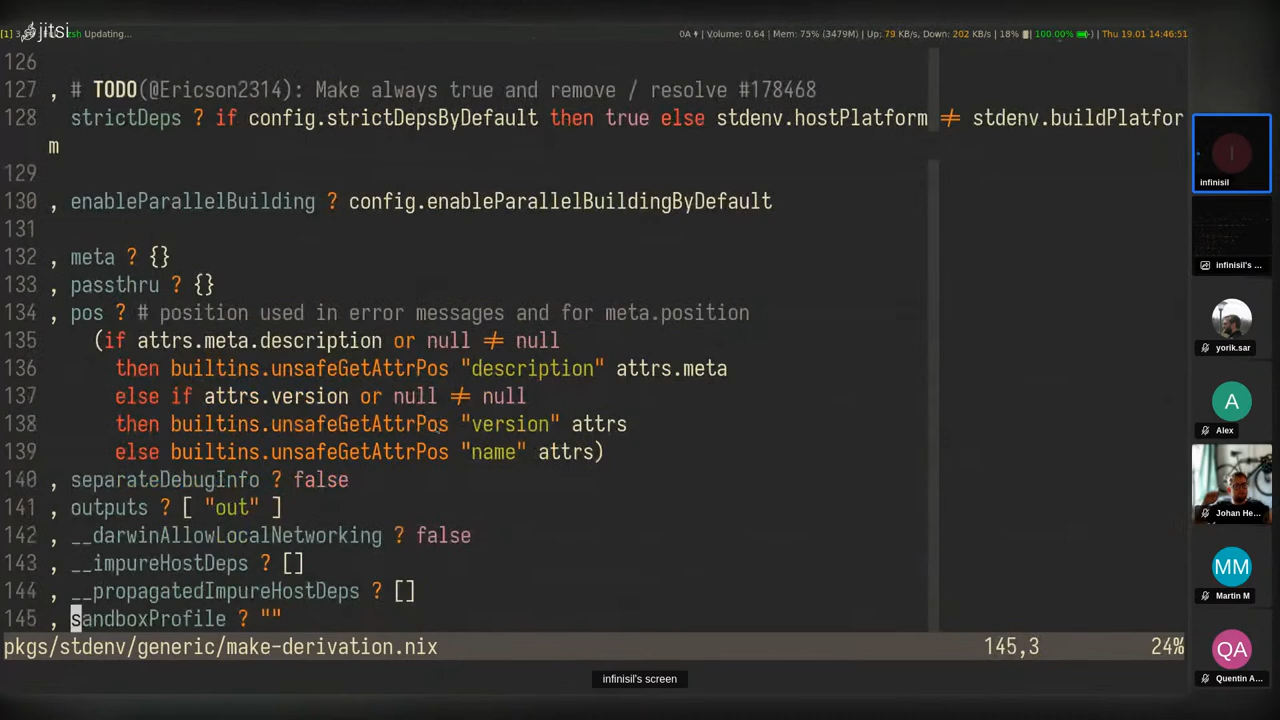 jitsi
zsh Updating...
0A Volume: 0.64 | Mem: 75% (3479M) | Up: 79 KB/s, Down: 202 KB/s | 18% | 100.00% | Thu 19.01 14:46:51
126
127 , # TODO(@Ericson2314): Make always true and remove / resolve #178468
128 strictDeps ? if config.strictDepsByDefault then true else stdenv.hostPlatform ≠ stdenv.buildPlatfor
m
129
130 , enableParallelBuilding ? config.enableParallelBuildingByDefault
131
132 , meta ? {}
133 , passthru ? {}
134 , pos ? # position used in error messages and for meta.position
135 (if attrs.meta.description or null ≠ null
136 then builtins.unsafeGetAttrPos "description" attrs.meta
137 else if attrs.version or null ≠ null
138 then builtins.unsafeGetAttrPos "version" attrs
139 else builtins.unsafeGetAttrPos "name" attrs)
140 , separateDebugInfo ? false
141 , outputs ? [ "out" ]
142 , __darwinAllowLocalNetworking ? false
143 , __impureHostDeps ? []
144 , __propagatedImpureHostDeps ? []
145 , sandboxProfile ? ""
pkgs/stdenv/generic/make-derivation.nix 145,3 24%
infinisil's screen
I
infinisil
infinisil's ...
yorik.sar
A
Alex
Johan He...
MM
Martin M
QA
Quentin A...